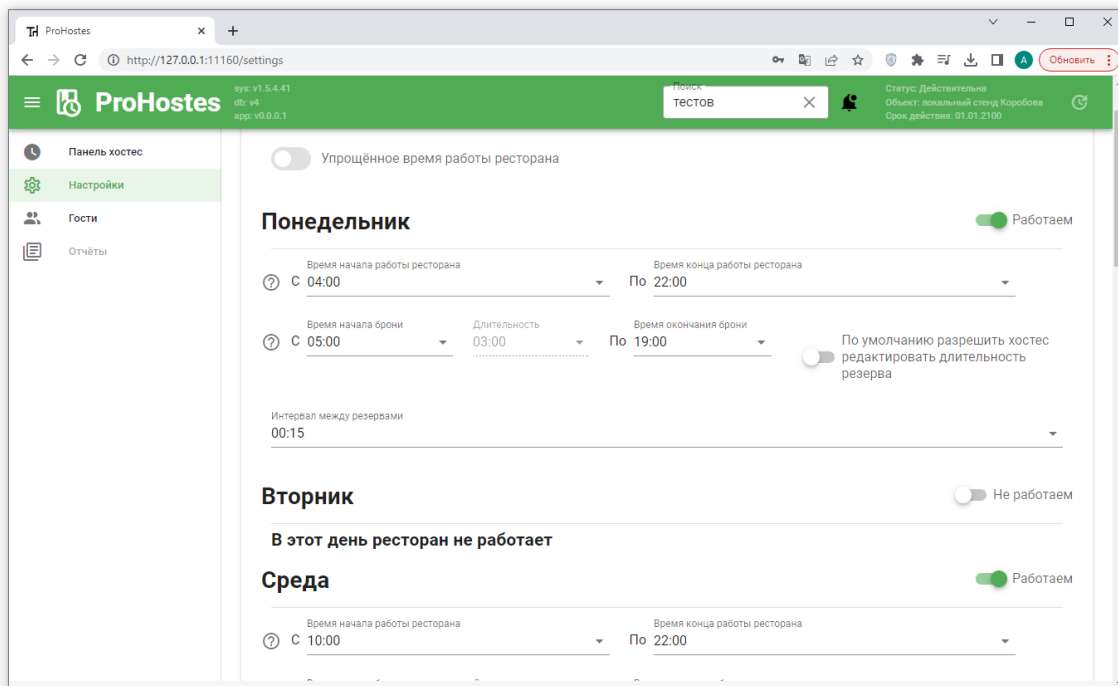 ProHostes
http://127.0.0.1:11160/settings
A
Обновить
ProHostes
sys: v1.5.4.41
db: v4
app: v0.0.0.1
Поиск
тестов
Статус: Действительна
Объект: локальный стенд Коробова
Срок действия: 01.01.2100
Панель хостес
Настройки
Гости
Отчёты
Упрощённое время работы ресторана
Понедельник
Работаем
Время начала работы ресторана
Время конца работы ресторана
С 04:00
По 22:00
Время начала брони
Длительность
Время окончания брони
С 05:00
03:00
По 19:00
По умолчанию разрешить хостес
редактировать длительность
резерва
Интервал между резервами
00:15
Вторник
Не работаем
В этот день ресторан не работает
Среда
Работаем
Время начала работы ресторана
Время конца работы ресторана
С 10:00
По 22:00